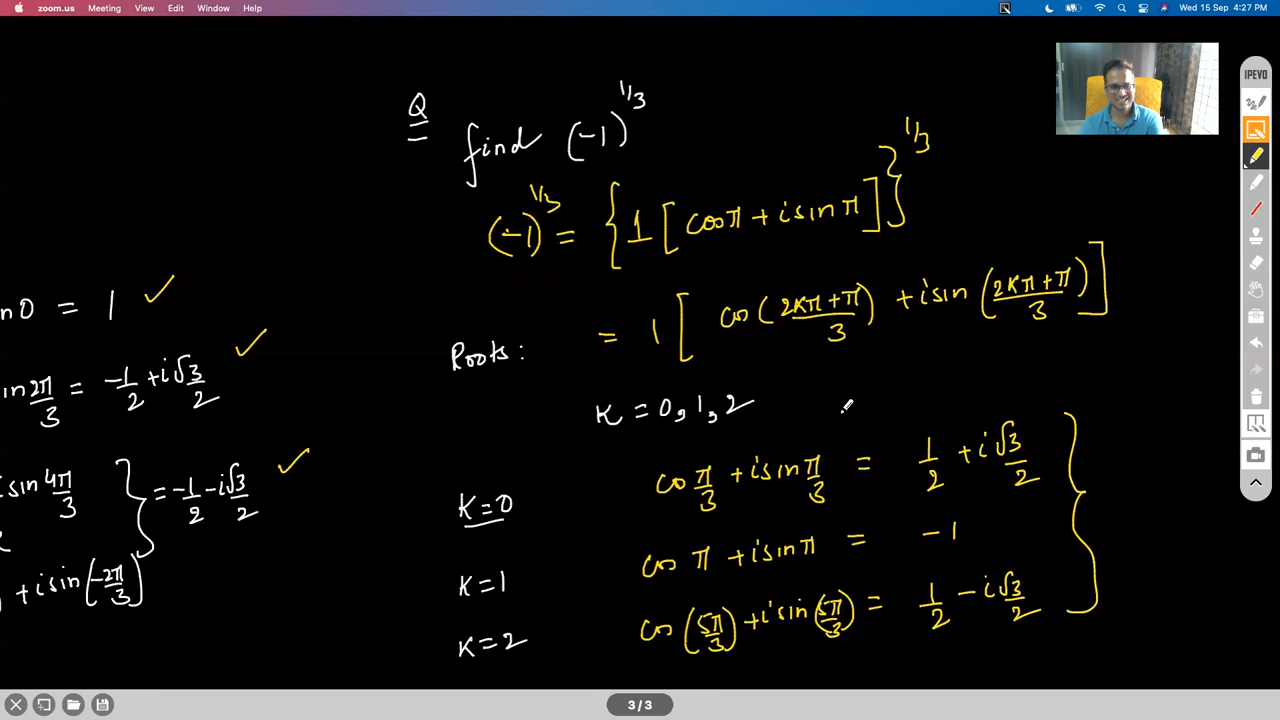 zoom.us Meeting View Edit Window Help Wed 15 Sep 4:27 PM
IPEVO
Q find (-1)^{1/3}
(-1)^{1/3} = {1[cosπ + i sinπ]}^{1/3}
= 1[cos(2kπ+π/3) + i sin(2kπ+π/3)]
Roots:
K = 0, 1, 2
K=0 cos π/3 + i sin π/3 = 1/2 + i√3/2
K=1 cos π + i sin π = -1
K=2 cos(5π/3) + i sin(5π/3) = 1/2 - i√3/2
n0 = 1 ✓
in 2π/3 = -1/2 + i√3/2 ✓
i sin 4π/3 } = -1/2 - i√3/2 ✓
+ i sin(-2π/3)
3/3